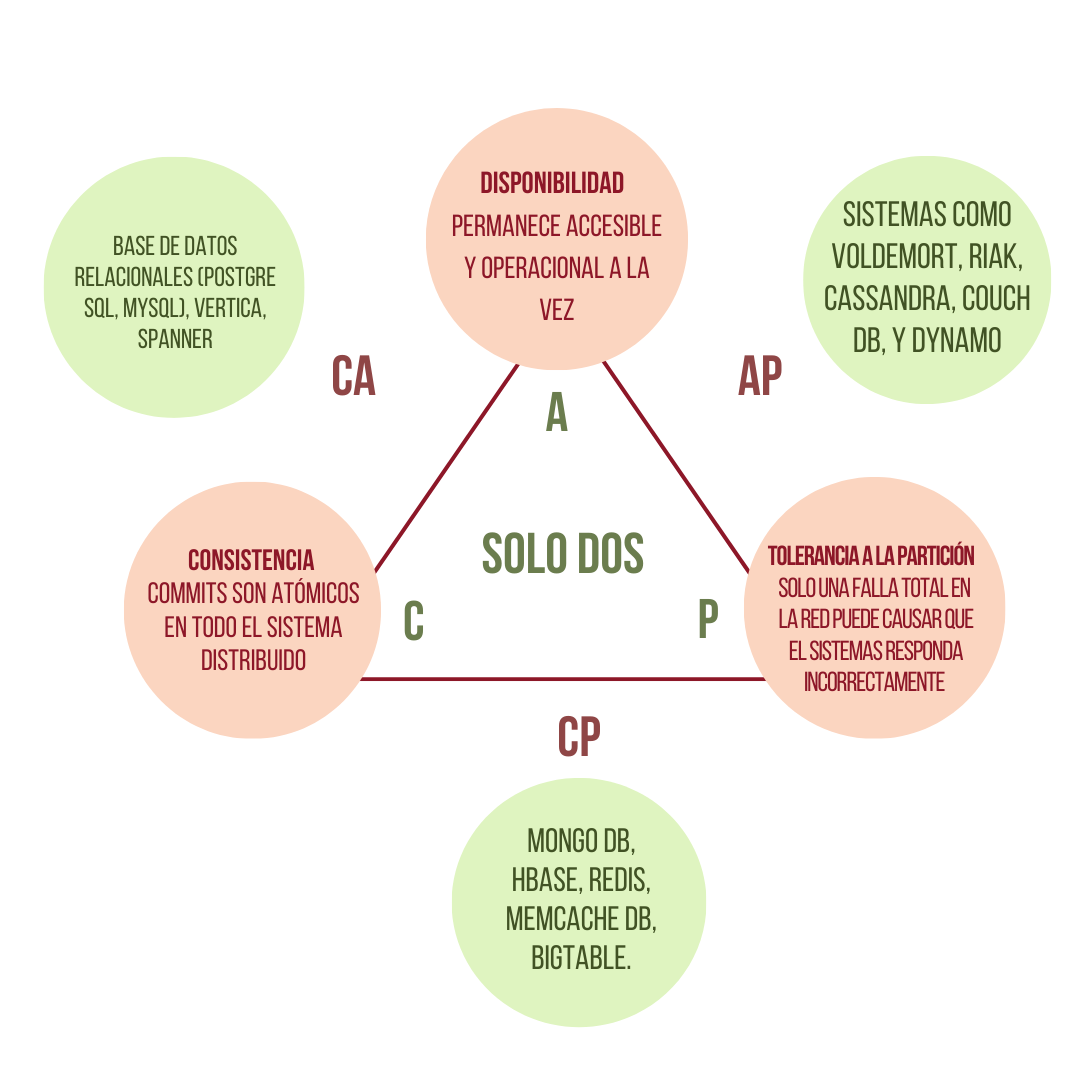 DISPONIBILIDAD
PERMANECE ACCESIBLE
Y OPERACIONAL A LA
VEZ
BASE DE DATOS
RELACIONALES (POSTGRE
SQL, MYSQL), VERTICA,
SPANNER
SISTEMAS COMO
VOLDEMORT, RIAK,
CASSANDRA, COUCH
DB, Y DYNAMO
CA
AP
A
SOLO DOS
CONSISTENCIA
COMMITS SON ATÓMICOS
EN TODO EL SISTEMA
DISTRIBUIDO
C
P
TOLERANCIA A LA PARTICIÓN
SOLO UNA FALLA TOTAL EN
LA RED PUEDE CAUSAR QUE
EL SISTEMAS RESPONDA
INCORRECTAMENTE
CP
MONGO DB,
HBASE, REDIS,
MEMCACHE DB,
BIGTABLE.